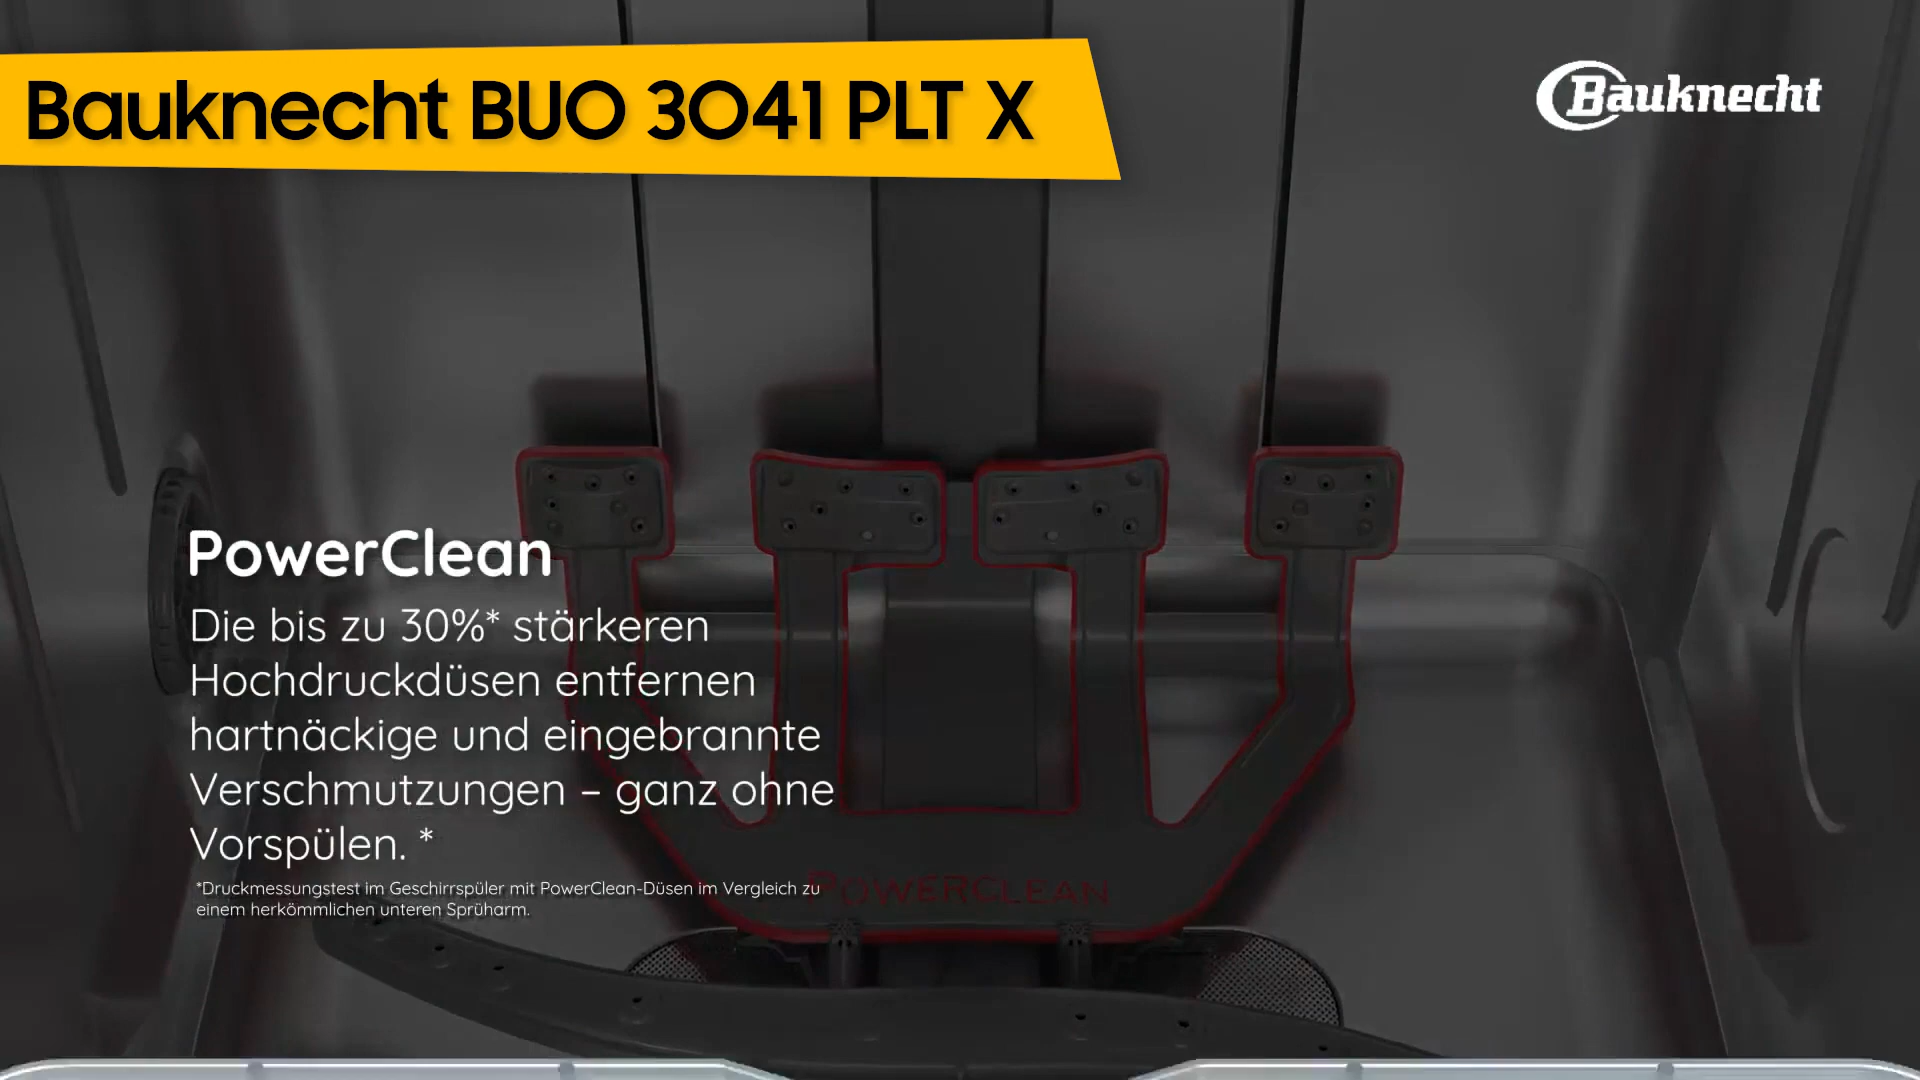 Bauknecht BUO 3O41 PLT X
Bauknecht
PowerClean
Die bis zu 30%* stärkeren
Hochdruckdüsen entfernen
hartnäckige und eingebrannte
Verschmutzungen – ganz ohne
Vorspülen. *
*Druckmessungstest im Geschirrspüler mit PowerClean-Düsen im Vergleich zu
einem herkömmlichen unteren Sprüharm.
POWERCLEAN